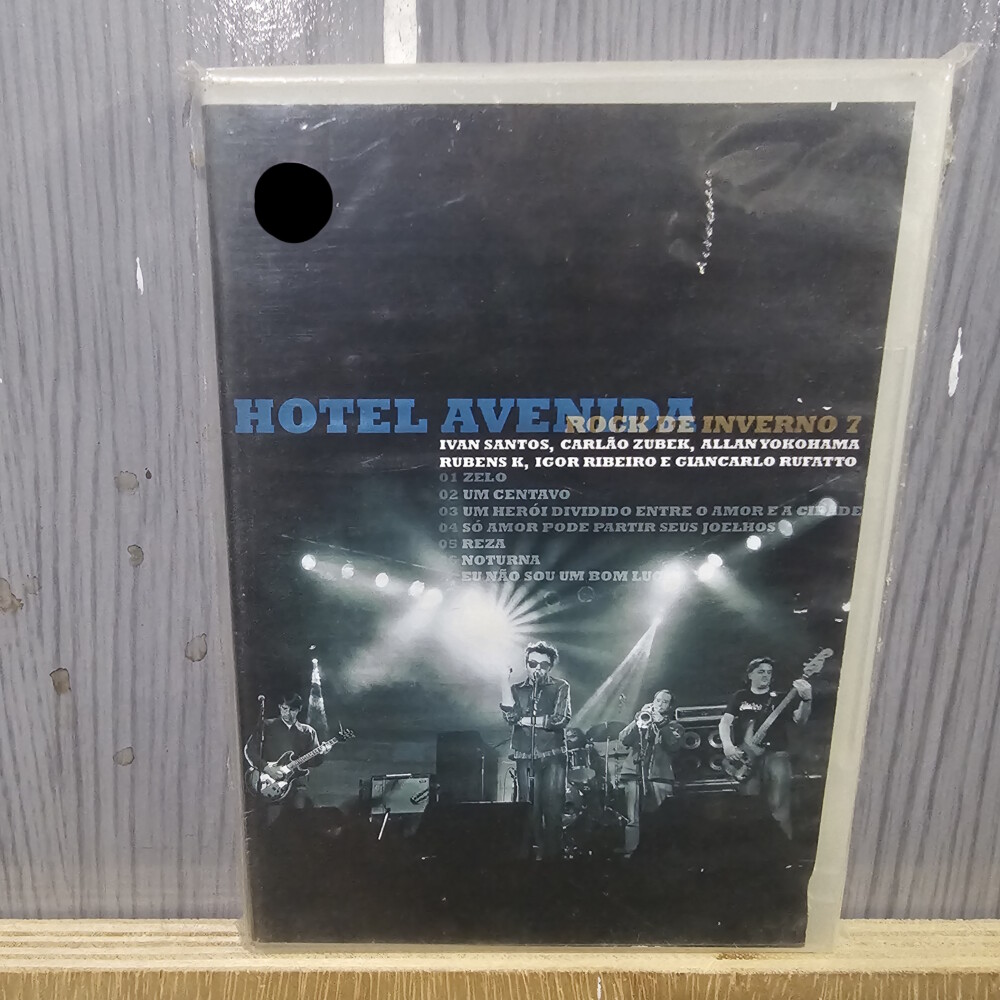 HOTEL AVENIDA
ROCK DE INVERNO 7
IVAN SANTOS, CARLÃO ZUBEK, ALLAN YOKOHAMA
RUBENS K, IGOR RIBEIRO E GIANCARLO RUFATTO
01 ZELO
02 UM CENTAVO
03 UM HERÓI DIVIDIDO ENTRE O AMOR E A CIDADE
04 SÓ AMOR PODE PARTIR SEUS JOELHOS
05 REZA
NOTURNA
EU NÃO SOU UM BOM